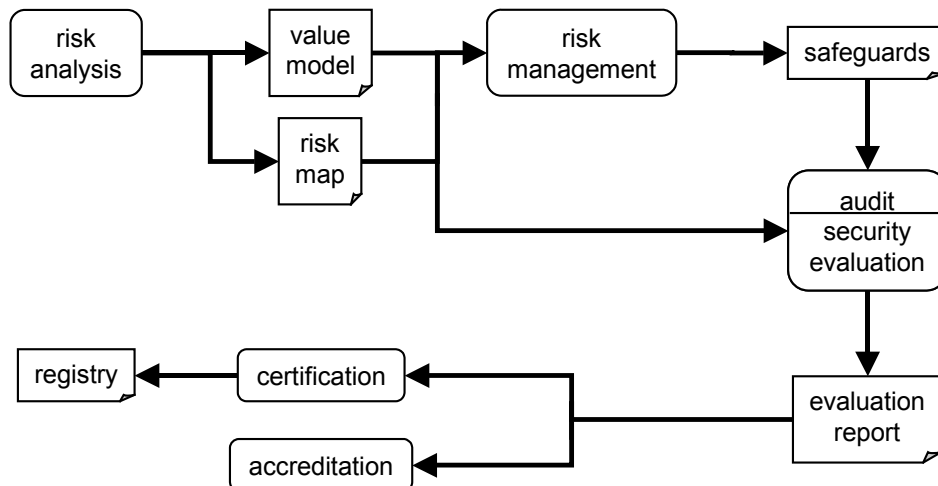 risk
analysis
value
model
risk
management
safeguards
risk
map
audit
security
evaluation
registry
certification
evaluation
report
accreditation